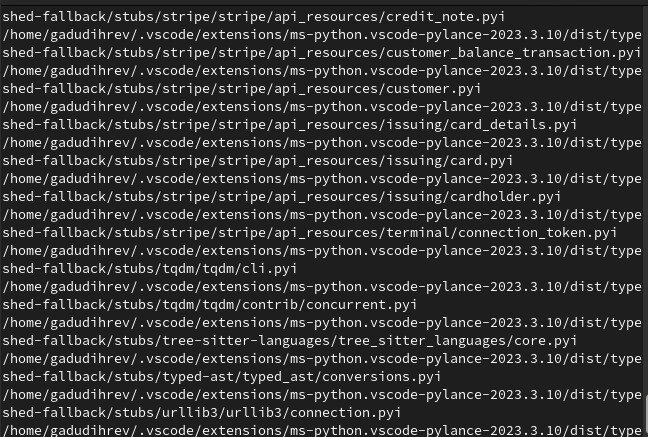 shed-fallback/stubs/stripe/stripe/api_resources/credit_note.pyi
/home/gadudihrev/.vscode/extensions/ms-python.vscode-pylance-2023.3.10/dist/type
shed-fallback/stubs/stripe/stripe/api_resources/customer_balance_transaction.pyi
/home/gadudihrev/.vscode/extensions/ms-python.vscode-pylance-2023.3.10/dist/type
shed-fallback/stubs/stripe/stripe/api_resources/customer.pyi
/home/gadudihrev/.vscode/extensions/ms-python.vscode-pylance-2023.3.10/dist/type
shed-fallback/stubs/stripe/stripe/api_resources/issuing/card_details.pyi
/home/gadudihrev/.vscode/extensions/ms-python.vscode-pylance-2023.3.10/dist/type
shed-fallback/stubs/stripe/stripe/api_resources/issuing/card.pyi
/home/gadudihrev/.vscode/extensions/ms-python.vscode-pylance-2023.3.10/dist/type
shed-fallback/stubs/stripe/stripe/api_resources/issuing/cardholder.pyi
/home/gadudihrev/.vscode/extensions/ms-python.vscode-pylance-2023.3.10/dist/type
shed-fallback/stubs/stripe/stripe/api_resources/terminal/connection_token.pyi
/home/gadudihrev/.vscode/extensions/ms-python.vscode-pylance-2023.3.10/dist/type
shed-fallback/stubs/tqdm/tqdm/cli.pyi
/home/gadudihrev/.vscode/extensions/ms-python.vscode-pylance-2023.3.10/dist/type
shed-fallback/stubs/tqdm/tqdm/contrib/concurrent.pyi
/home/gadudihrev/.vscode/extensions/ms-python.vscode-pylance-2023.3.10/dist/type
shed-fallback/stubs/tree-sitter-languages/tree_sitter_languages/core.pyi
/home/gadudihrev/.vscode/extensions/ms-python.vscode-pylance-2023.3.10/dist/type
shed-fallback/stubs/typed-ast/typed_ast/conversions.pyi
/home/gadudihrev/.vscode/extensions/ms-python.vscode-pylance-2023.3.10/dist/type
shed-fallback/stubs/urllib3/urllib3/connection.pyi
/home/gadudihrev/.vscode/extensions/ms-python.vscode-pylance-2023.3.10/dist/type